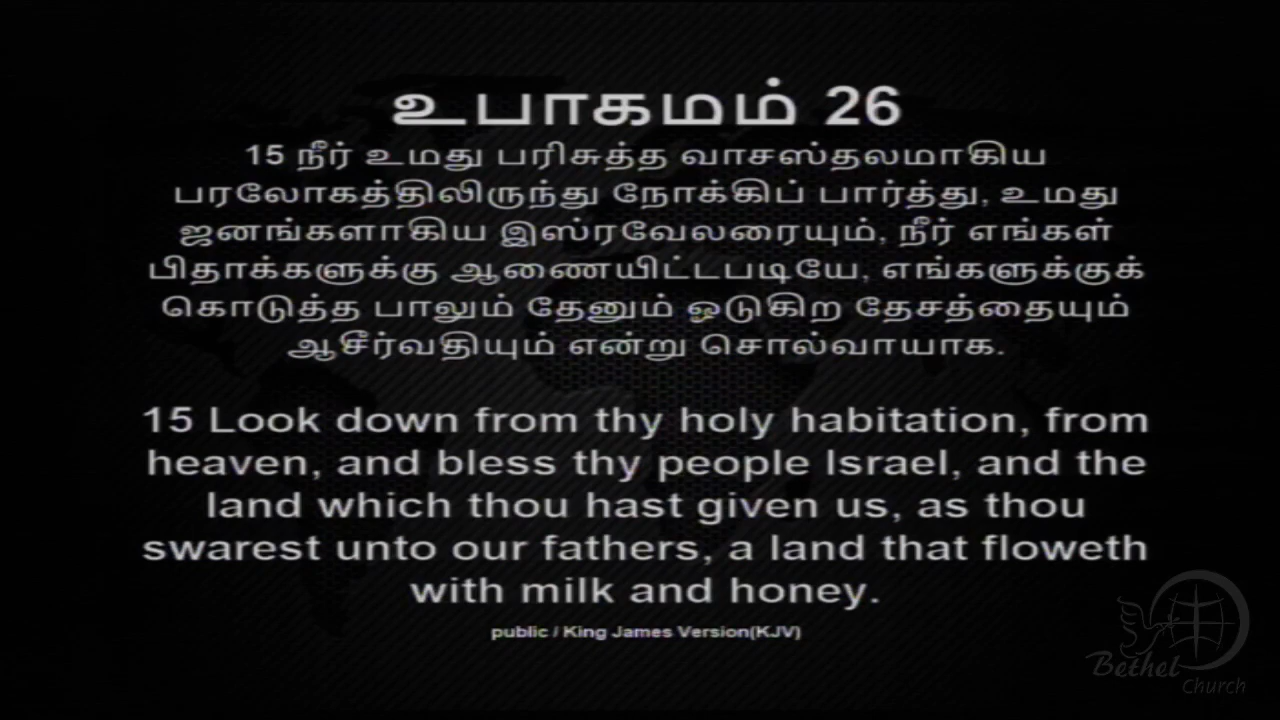 உபாகமம் 26
15 நீர் உமது பரிசுத்த வாசஸ்தலமாகிய
பரலோகத்திலிருந்து நோக்கிப் பார்த்து, உமது
ஜனங்களாகிய இஸ்ரவேலரையும், நீர் எங்கள்
பிதாக்களுக்கு ஆணையிட்டபடியே, எங்களுக்குக்
கொடுத்த பாலும் தேனும் ஓடுகிற தேசத்தையும்
ஆசீர்வதியும் என்று சொல்வாயாக.
15 Look down from thy holy habitation, from
heaven, and bless thy people Israel, and the
land which thou hast given us, as thou
swarest unto our fathers, a land that floweth
with milk and honey.
public / King James Version(KJV)
Bethel
Church